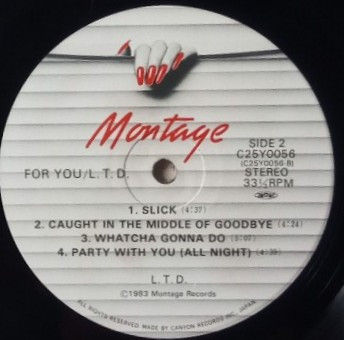 Montage
SIDE 2
C25Y0056
(C25Y0056-B)
FOR YOU/L.T.D.
STEREO
33⅓RPM
1. SLICK (4:37)
2. CAUGHT IN THE MIDDLE OF GOODBYE (4:24)
3. WHATCHA GONNA DO
4. PARTY WITH YOU (ALL NIGHT)
L.T.D.
©1983 Montage Records
ALL RIGHTS RESERVED MADE BY CANYON RECORDS INC. JAPAN